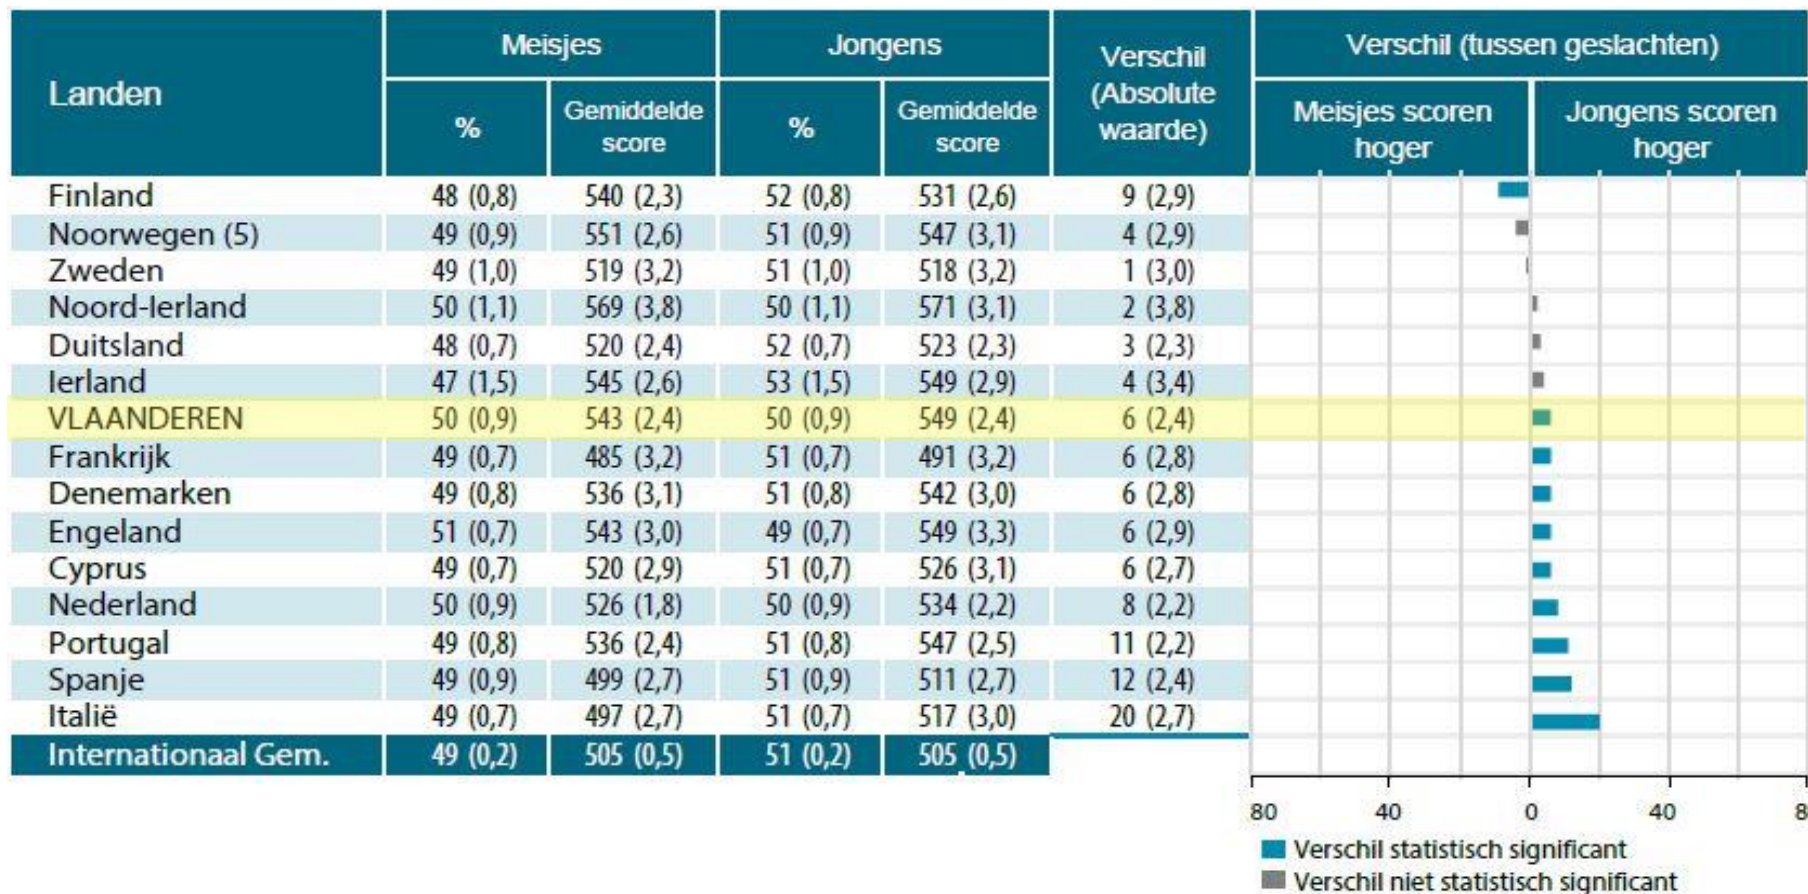 Landen Meisjes Jongens Verschil (Absolute waarde) Verschil (tussen geslachten)
% Gemiddelde score % Gemiddelde score Meisjes scoren hoger Jongens scoren hoger
Finland 48 (0,8) 540 (2,3) 52 (0,8) 531 (2,6) 9 (2,9)
Noorwegen (5) 49 (0,9) 551 (2,6) 51 (0,9) 547 (3,1) 4 (2,9)
Zweden 49 (1,0) 519 (3,2) 51 (1,0) 518 (3,2) 1 (3,0)
Noord-Ierland 50 (1,1) 569 (3,8) 50 (1,1) 571 (3,1) 2 (3,8)
Duitsland 48 (0,7) 520 (2,4) 52 (0,7) 523 (2,3) 3 (2,3)
Ierland 47 (1,5) 545 (2,6) 53 (1,5) 549 (2,9) 4 (3,4)
VLAANDEREN 50 (0,9) 543 (2,4) 50 (0,9) 549 (2,4) 6 (2,4)
Frankrijk 49 (0,7) 485 (3,2) 51 (0,7) 491 (3,2) 6 (2,8)
Denemarken 49 (0,8) 536 (3,1) 51 (0,8) 542 (3,0) 6 (2,8)
Engeland 51 (0,7) 543 (3,0) 49 (0,7) 549 (3,3) 6 (2,9)
Cyprus 49 (0,7) 520 (2,9) 51 (0,7) 526 (3,1) 6 (2,7)
Nederland 50 (0,9) 526 (1,8) 50 (0,9) 534 (2,2) 8 (2,2)
Portugal 49 (0,8) 536 (2,4) 51 (0,8) 547 (2,5) 11 (2,2)
Spanje 49 (0,9) 499 (2,7) 51 (0,9) 511 (2,7) 12 (2,4)
Italië 49 (0,7) 497 (2,7) 51 (0,7) 517 (3,0) 20 (2,7)
Internationaal Gem. 49 (0,2) 505 (0,5) 51 (0,2) 505 (0,5)
80 40 0 40 8
Verschil statistisch significant
Verschil niet statistisch significant